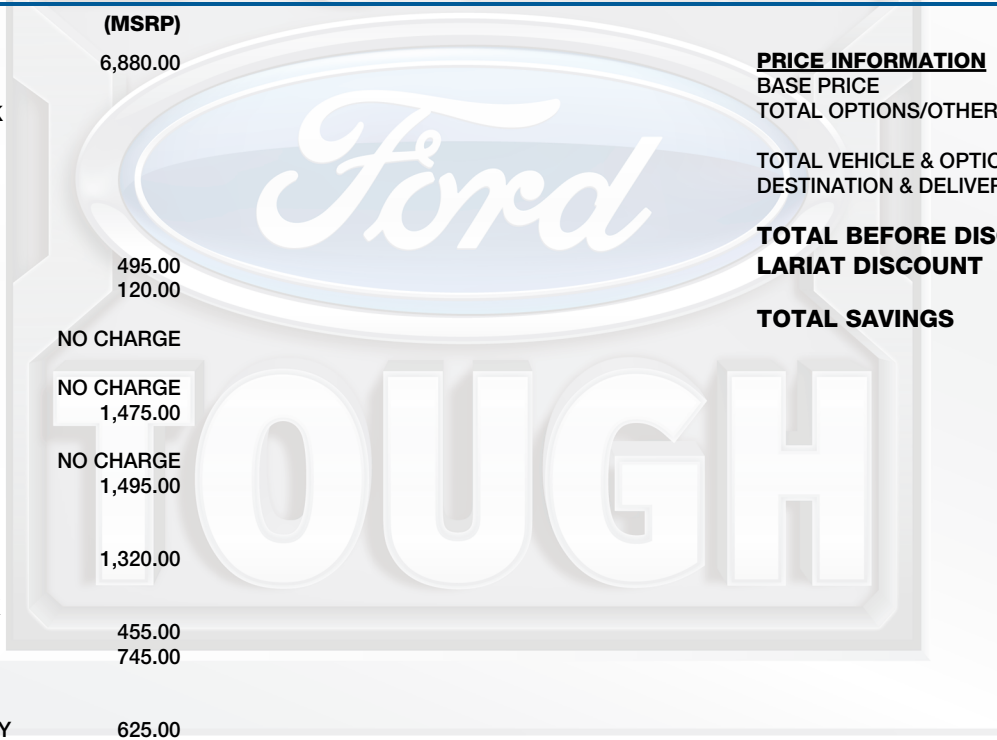 (MSRP)
6,880.00
495.00
120.00
NO CHARGE
NO CHARGE
1,475.00
NO CHARGE
1,495.00
1,320.00
455.00
745.00
Y 625.00
PRICE INFORMATION
BASE PRICE
TOTAL OPTIONS/OTHER
TOTAL VEHICLE & OPTIO
DESTINATION & DELIVER
TOTAL BEFORE DIS
LARIAT DISCOUNT
TOTAL SAVINGS
Ford
TOUGH